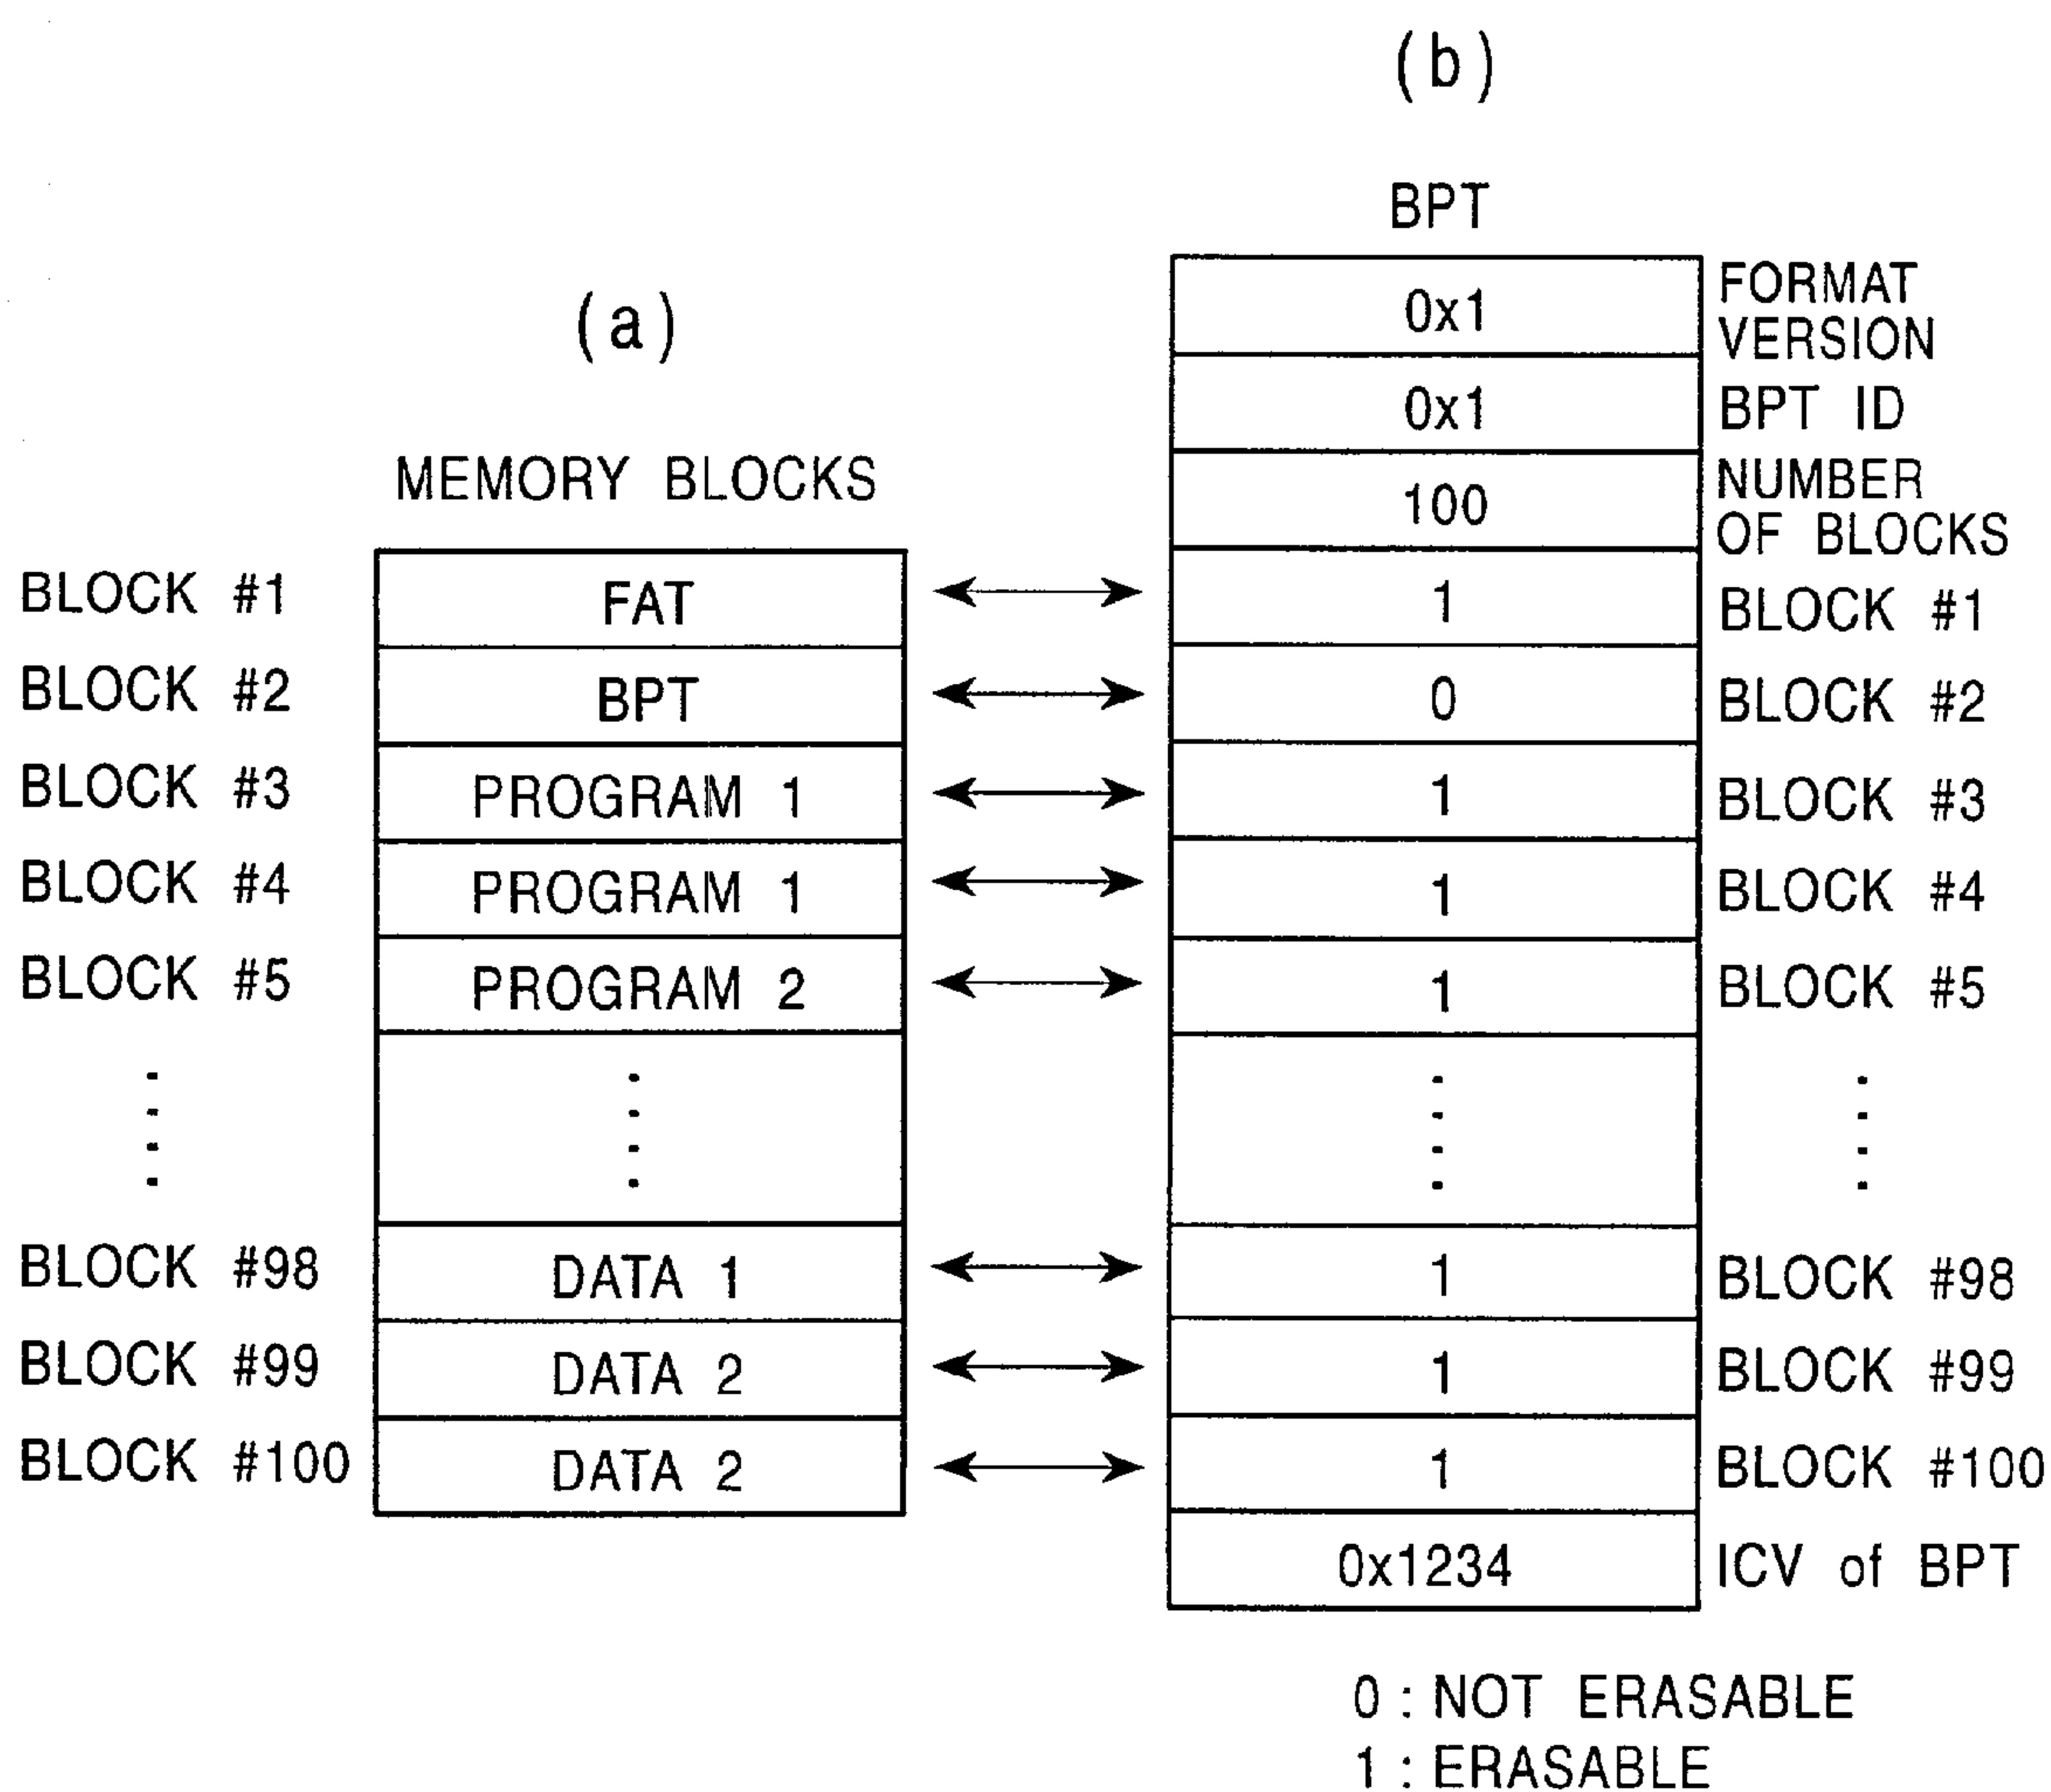 (b)
BPT
0x1 FORMAT VERSION
0x1 BPT ID
100 NUMBER OF BLOCKS
1 BLOCK #1
0 BLOCK #2
1 BLOCK #3
1 BLOCK #4
1 BLOCK #5
1 BLOCK #98
1 BLOCK #99
1 BLOCK #100
0x1234 ICV of BPT
0 : NOT ERASABLE
1 : ERASABLE
(a)
MEMORY BLOCKS
BLOCK #1 FAT
BLOCK #2 BPT
BLOCK #3 PROGRAM 1
BLOCK #4 PROGRAM 1
BLOCK #5 PROGRAM 2
BLOCK #98 DATA 1
BLOCK #99 DATA 2
BLOCK #100 DATA 2